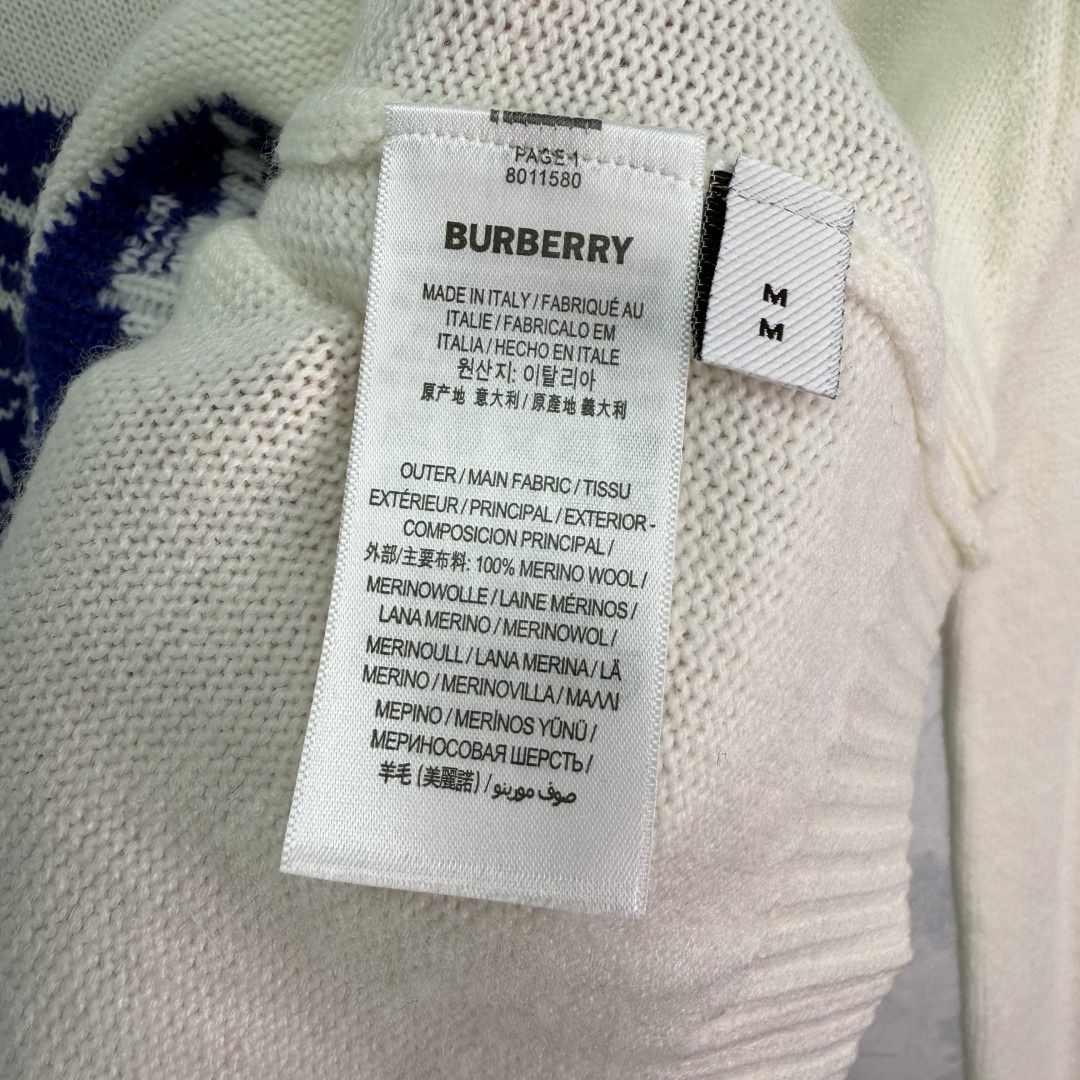 PAGE 1
8011580
BURBERRY
MADE IN ITALY / FABRIQUÉ AU
ITALIE / FABRICALO EM
ITALIA / HECHO EN ITALE
원산지: 이탈리아
原产地 意大利 / 原產地 義大利
OUTER / MAIN FABRIC / TISSU
EXTÉRIEUR / PRINCIPAL / EXTERIOR -
COMPOSICION PRINCIPAL /
外部/主要布料: 100% MERINO WOOL /
MERINOWOLLE / LAINE MÉRINOS /
LANA MERINO / MERINOWOL /
MERINOULL / LANA MERINA / LÃ
MERINO / MERINOVILLA / ΜΑΛΛΙ
ΜΕΡΙΝΟ / MERİNOS YÜNÜ /
МЕРИНОСОВАЯ ШЕРСТЬ /
羊毛 (美麗諾) / صوف مورينو
M
M